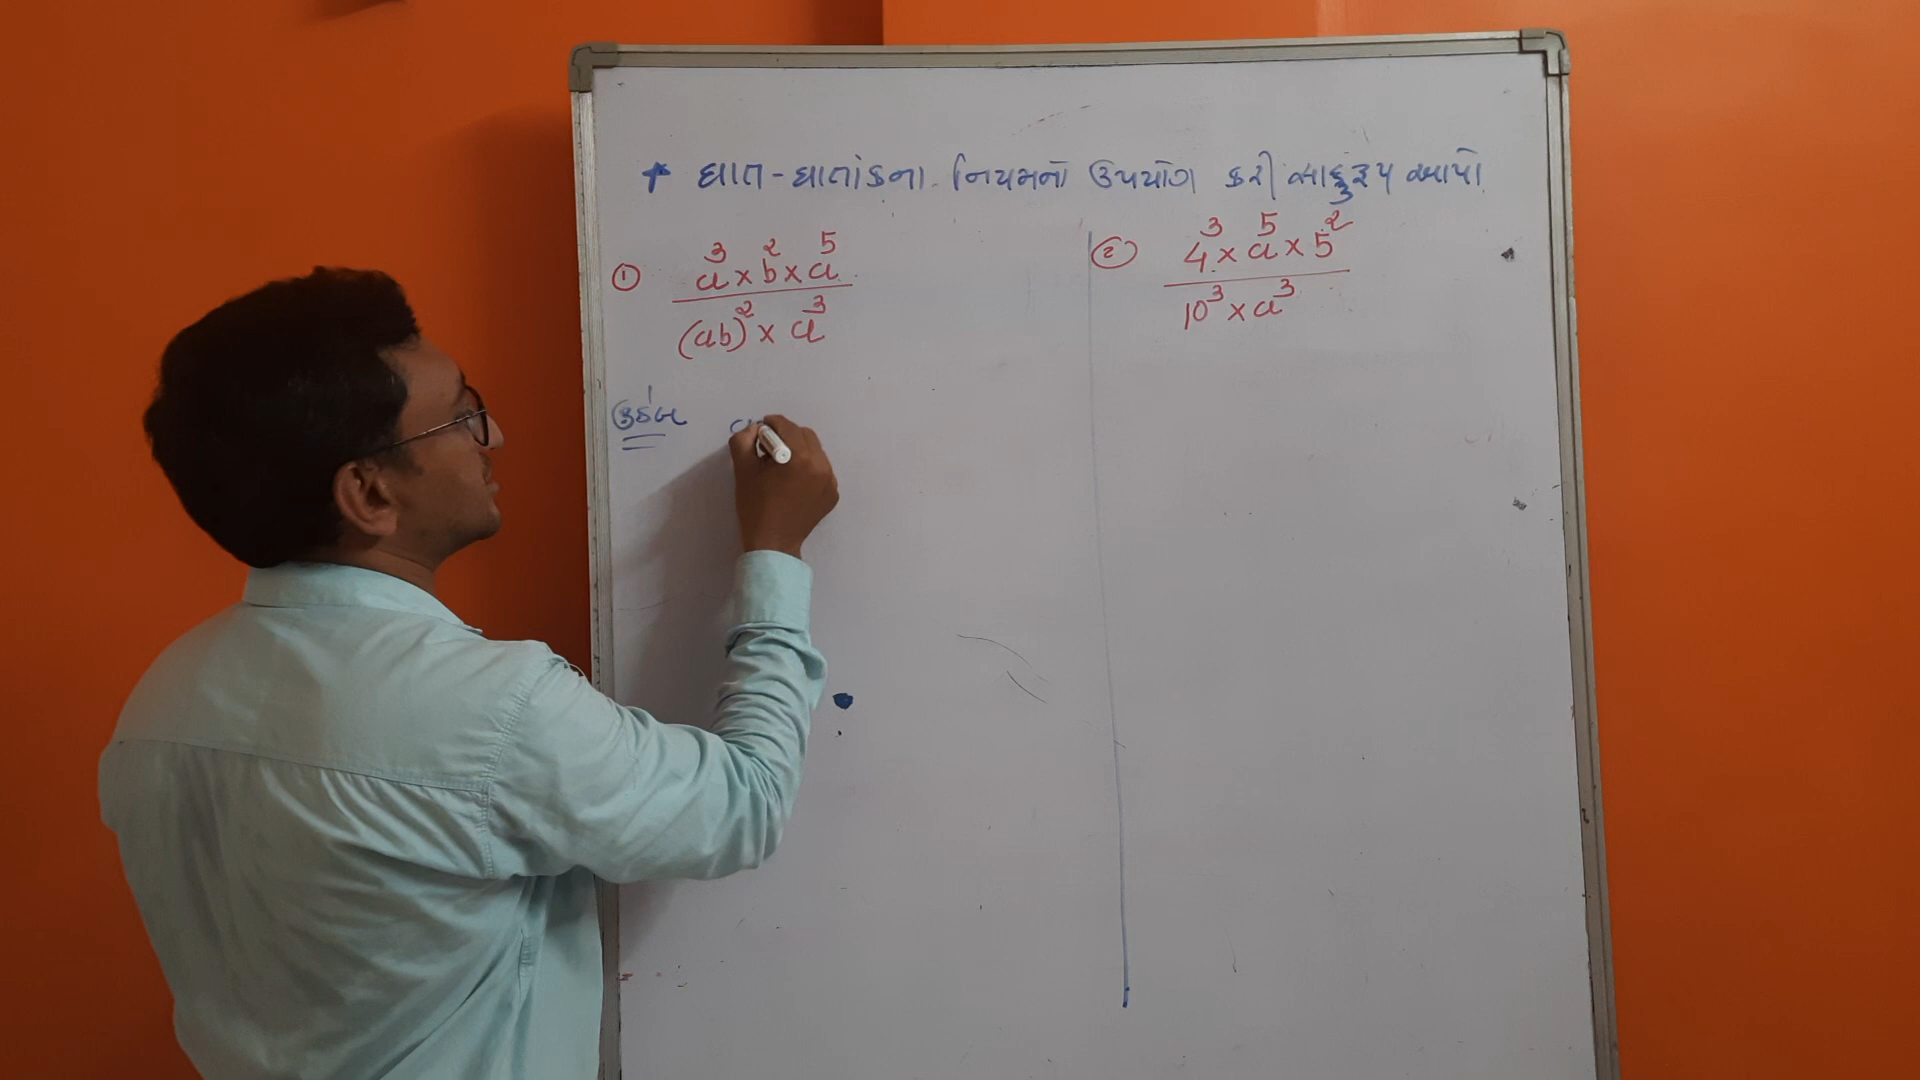 * ઘાત-ઘાતાંકના નિયમનો ઉપયોગ કરી સાદુરૂપ આપો
① a³ × b² × a⁵
(ab)² × a³
② 4³ × a⁵ × 5²
10³ × a³
ઉકેલ